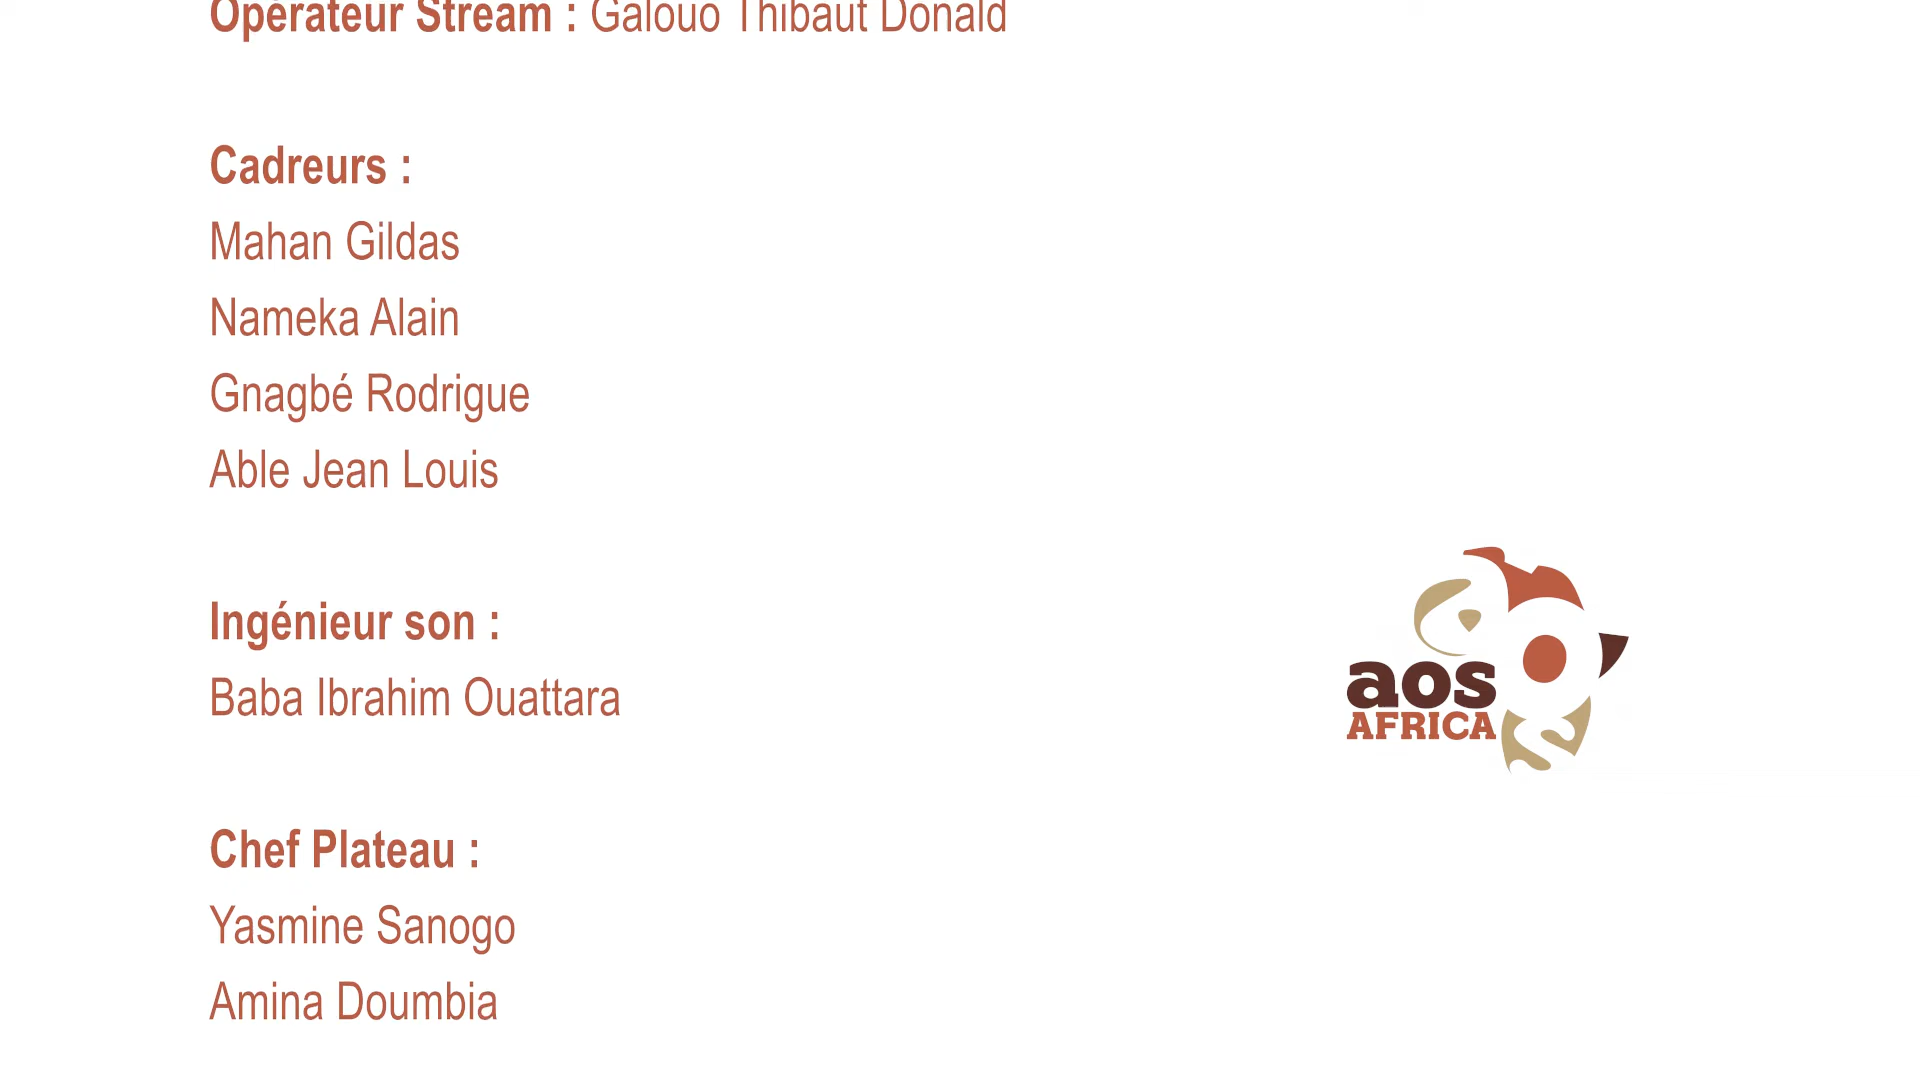 Opérateur Stream : Galouo Thibaut Donald
Cadreurs :
Mahan Gildas
Nameka Alain
Gnagbé Rodrigue
Able Jean Louis
Ingénieur son :
Baba Ibrahim Ouattara
Chef Plateau :
Yasmine Sanogo
Amina Doumbia
aos
AFRICA